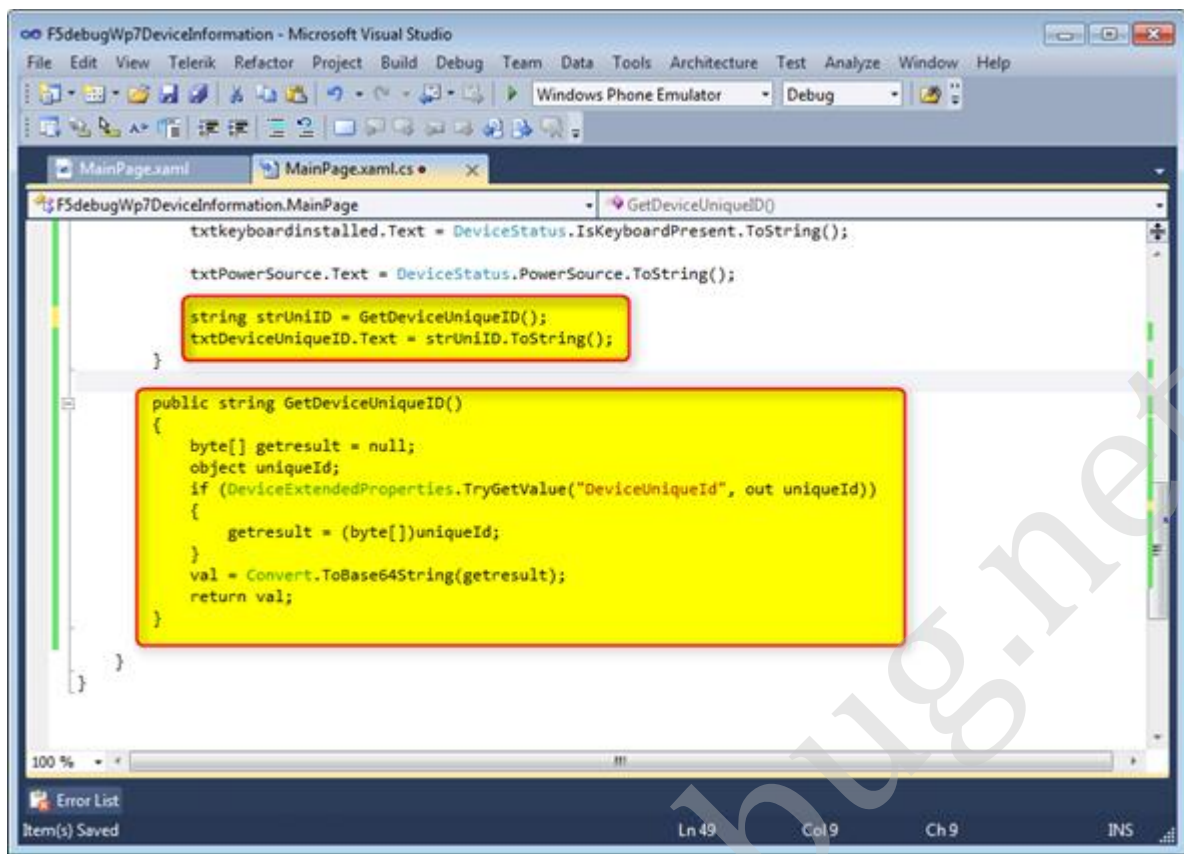 F5debugWp7DeviceInformation - Microsoft Visual Studio
File Edit View Telerik Refactor Project Build Debug Team Data Tools Architecture Test Analyze Window Help
Windows Phone Emulator Debug
MainPage.xaml MainPage.xaml.cs
F5debugWp7DeviceInformation.MainPage GetDeviceUniqueID()
txtkeyboardinstalled.Text = DeviceStatus.IsKeyboardPresent.ToString();
txtPowerSource.Text = DeviceStatus.PowerSource.ToString();
string strUniID = GetDeviceUniqueID();
txtDeviceUniqueID.Text = strUniID.ToString();
}
public string GetDeviceUniqueID()
{
byte[] getresult = null;
object uniqueId;
if (DeviceExtendedProperties.TryGetValue("DeviceUniqueId", out uniqueId))
{
getresult = (byte[])uniqueId;
}
val = Convert.ToBase64String(getresult);
return val;
}
}
}
100 %
Error List
Item(s) Saved Ln 49 Col 9 Ch 9 INS
bug.net